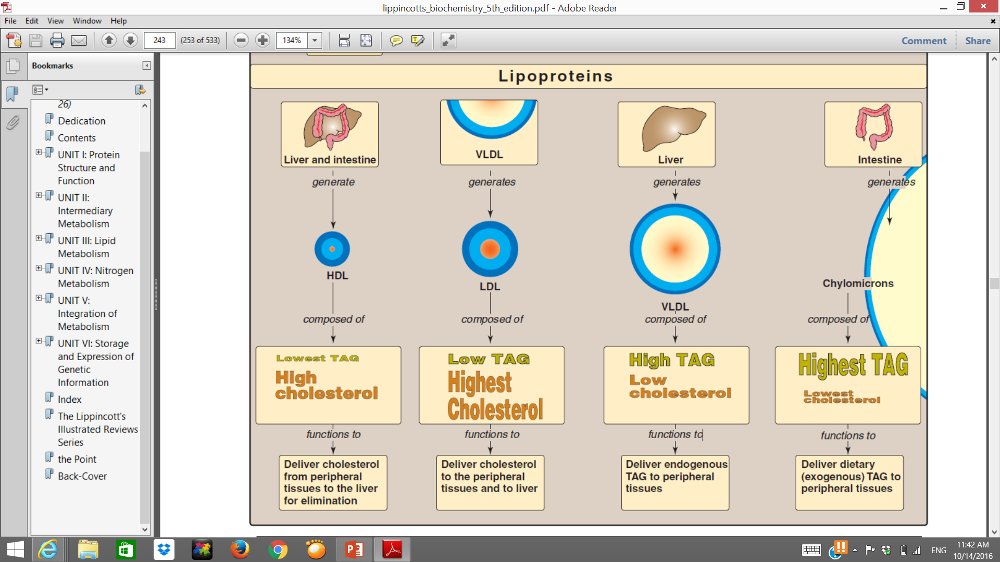 lippincotts_biochemistry_5th_edition.pdf - Adobe Reader
File Edit View Window Help
243 (253 of 533) 134% Comment Share
Bookmarks
26)
Dedication
Contents
UNIT I: Protein
Structure and
Function
UNIT II:
Intermediary
Metabolism
UNIT III: Lipid
Metabolism
UNIT IV: Nitrogen
Metabolism
UNIT V:
Integration of
Metabolism
UNIT VI: Storage
and Expression of
Genetic
Information
Index
The Lippincott's
Illustrated Reviews
Series
the Point
Back-Cover
Lipoproteins
Liver and intestine
generate
HDL
composed of
Lowest TAG
High
cholesterol
functions to
Deliver cholesterol
from peripheral
tissues to the liver
for elimination
VLDL
generates
LDL
composed of
Low TAG
Highest
Cholesterol
functions to
Deliver cholesterol
to the peripheral
tissues and to liver
Liver
generates
VLDL
composed of
High TAG
Low
cholesterol
functions to
Deliver endogenous
TAG to peripheral
tissues
Intestine
generates
Chylomicrons
composed of
Highest TAG
Lowest
cholesterol
functions to
Deliver dietary
(exogenous) TAG to
peripheral tissues
ENG
11:42 AM
10/14/2016